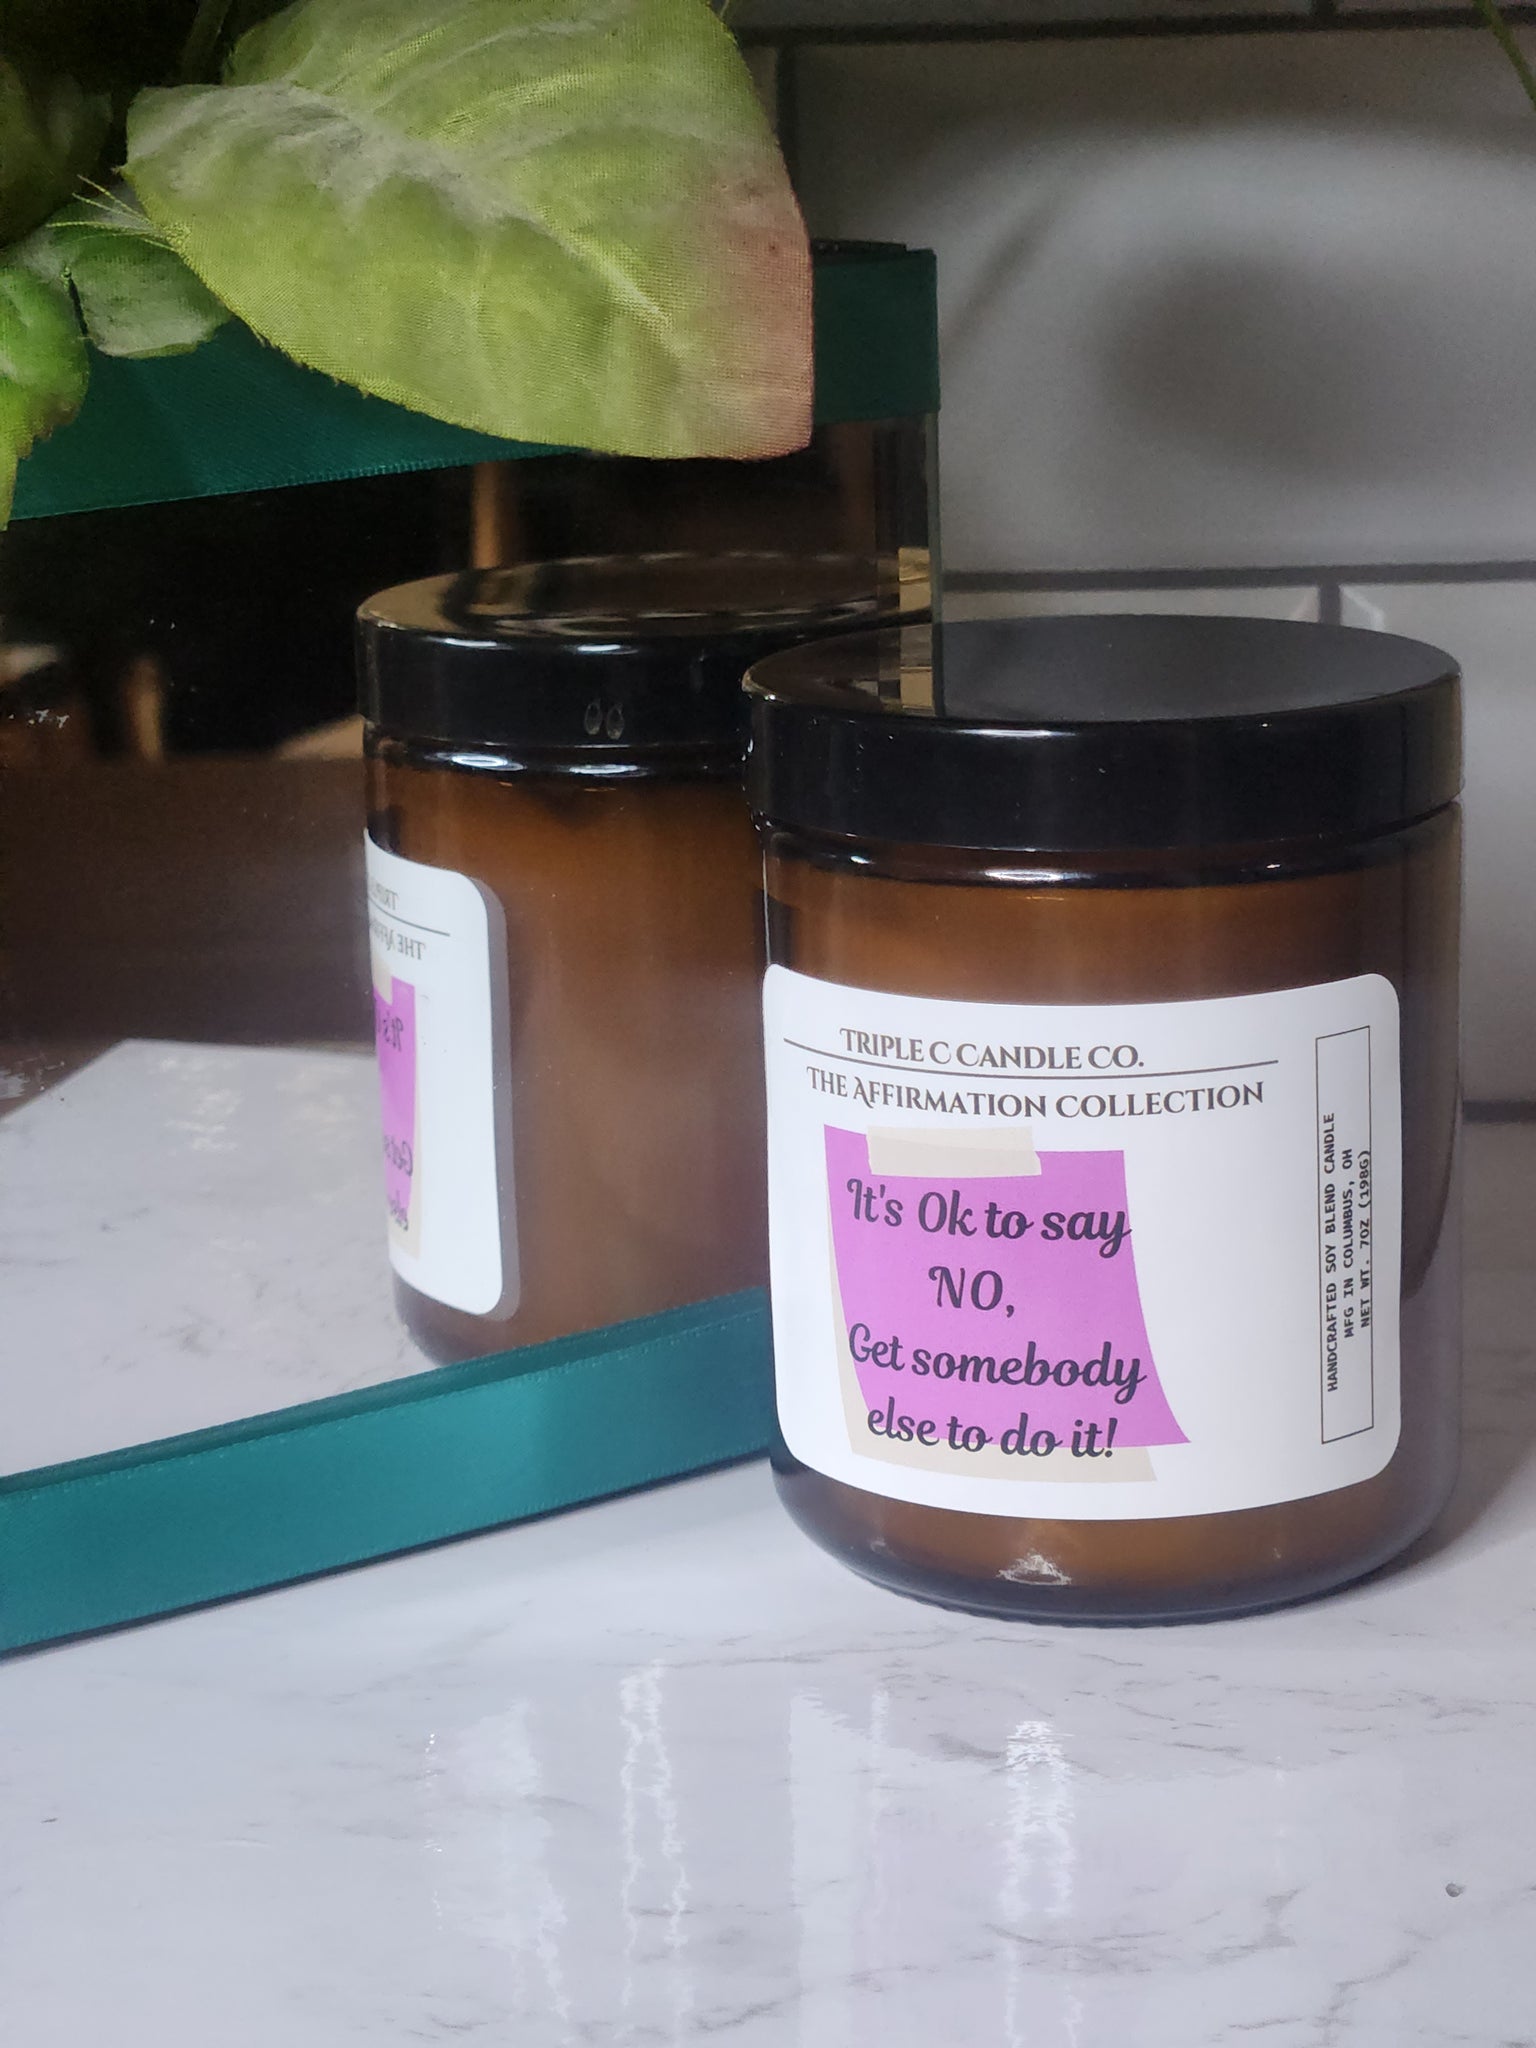 TRIPLE C CANDLE CO.
THE AFFIRMATION COLLECTION
It's Ok to say
NO,
Get somebody
else to do it!
HANDCRAFTED SOY BLEND CANDLE
MFG IN COLUMBUS, OH
NET WT. 7OZ (198G)